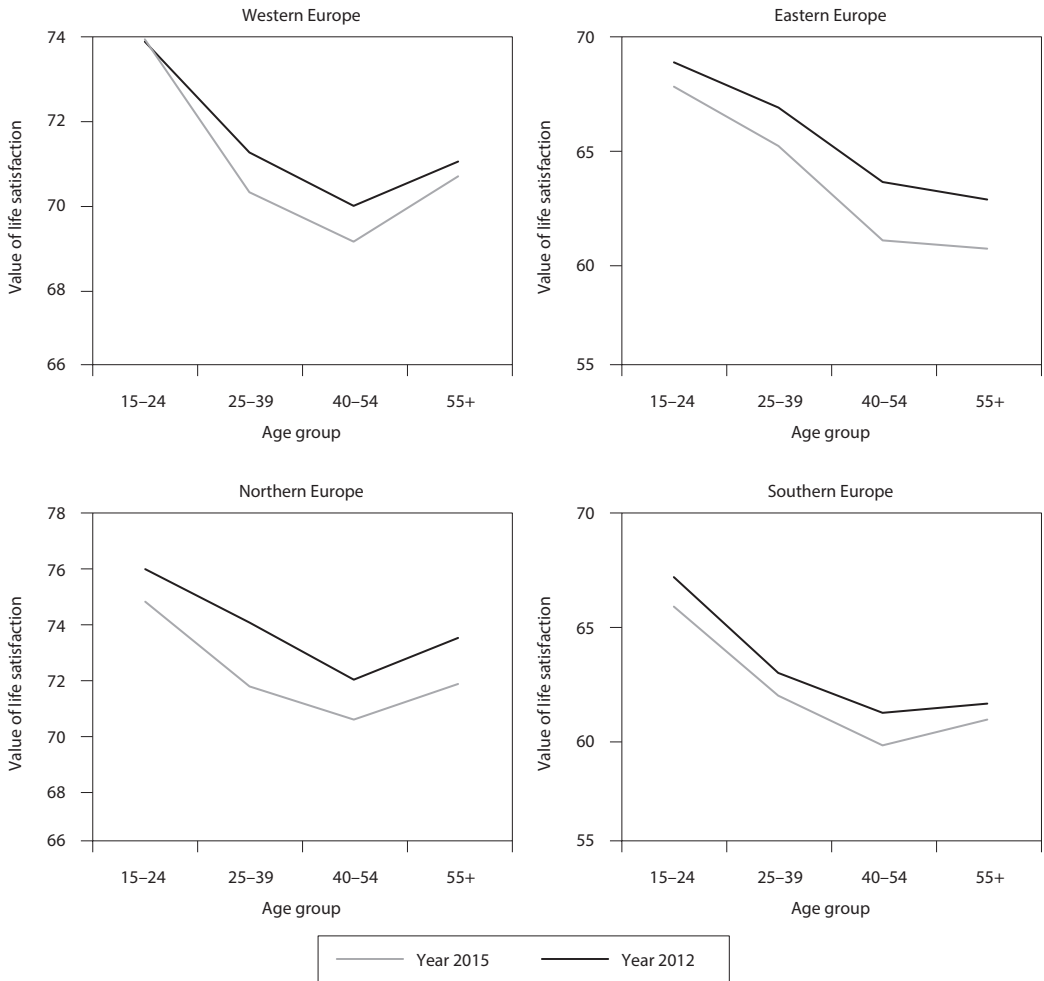 Western Europe
Value of life satisfaction
74
72
70
68
66
15–24 25–39 40–54 55+
Age group
Eastern Europe
Value of life satisfaction
70
65
60
55
15–24 25–39 40–54 55+
Age group
Northern Europe
Value of life satisfaction
78
76
74
72
70
68
66
15–24 25–39 40–54 55+
Age group
Southern Europe
Value of life satisfaction
70
65
60
55
15–24 25–39 40–54 55+
Age group
Year 2015 Year 2012